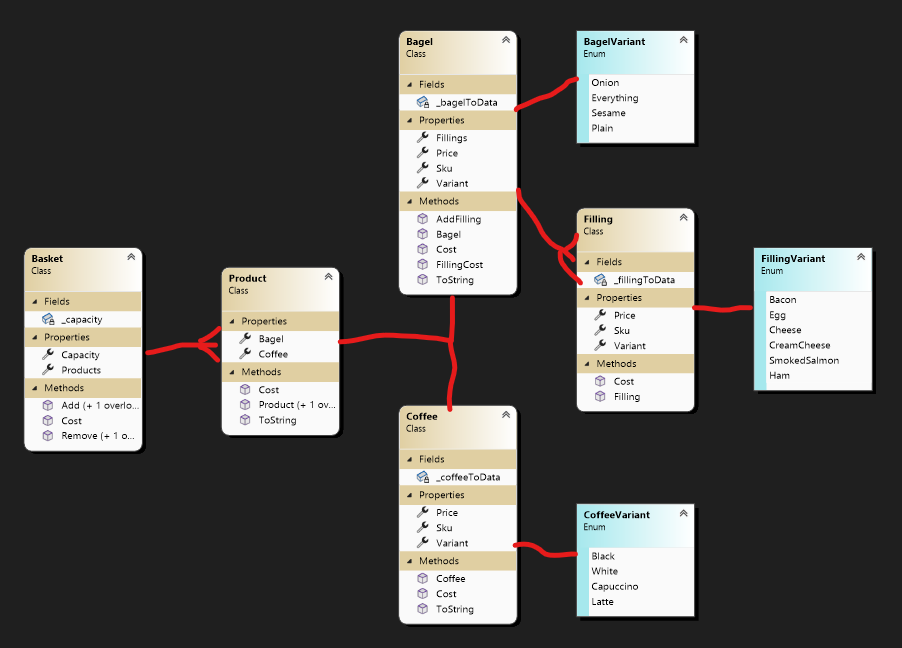 Bagel
Class
Fields
_bagelToData
Properties
Fillings
Price
Sku
Variant
Methods
AddFilling
Bagel
Cost
FillingCost
ToString
BagelVariant
Enum
Onion
Everything
Sesame
Plain
Basket
Class
Fields
_capacity
Properties
Capacity
Products
Methods
Add (+ 1 overlo...
Cost
Remove (+ 1 o...
Product
Class
Properties
Bagel
Coffee
Methods
Cost
Product (+ 1 ov...
ToString
Filling
Class
Fields
_fillingToData
Properties
Price
Sku
Variant
Methods
Cost
Filling
FillingVariant
Enum
Bacon
Egg
Cheese
CreamCheese
SmokedSalmon
Ham
Coffee
Class
Fields
_coffeeToData
Properties
Price
Sku
Variant
Methods
Coffee
Cost
ToString
CoffeeVariant
Enum
Black
White
Capuccino
Latte